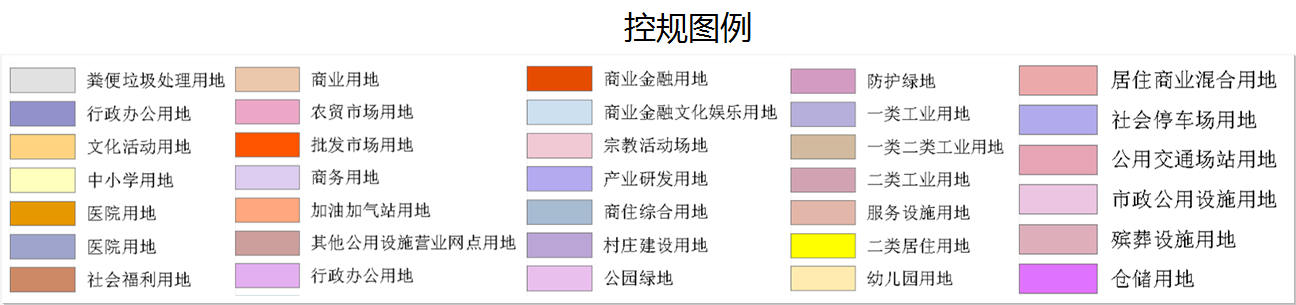 控规图例
粪便垃圾处理用地
行政办公用地
文化活动用地
中小学用地
医院用地
医院用地
社会福利用地
商业用地
农贸市场用地
批发市场用地
商务用地
加油加气站用地
其他公用设施营业网点用地
行政办公用地
商业金融用地
商业金融文化娱乐用地
宗教活动场地
产业研发用地
商住综合用地
村庄建设用地
公园绿地
防护绿地
一类工业用地
一类二类工业用地
二类工业用地
服务设施用地
二类居住用地
幼儿园用地
居住商业混合用地
社会停车场用地
公用交通场站用地
市政公用设施用地
殡葬设施用地
仓储用地